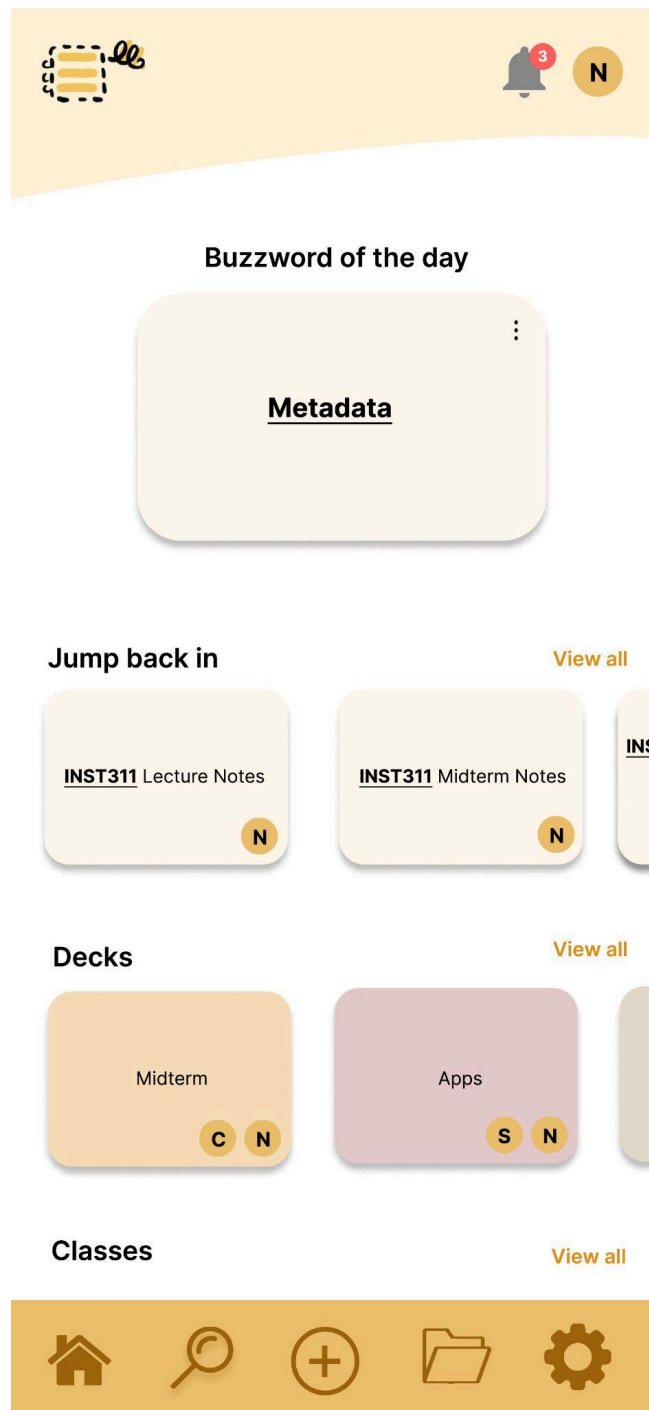 3
N
Buzzword of the day
Metadata
Jump back in
View all
INST311 Lecture Notes
N
INST311 Midterm Notes
N
Decks
View all
Midterm
C N
Apps
S N
Classes
View all